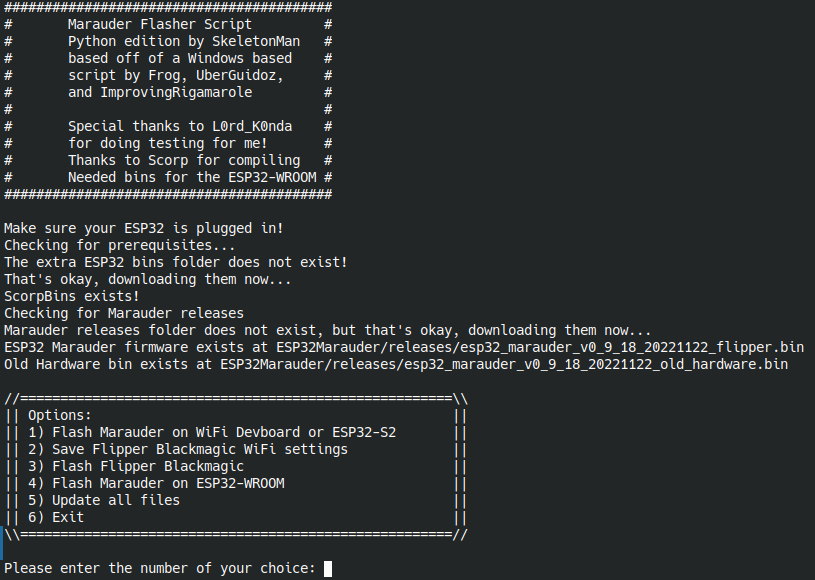 #########################################
#       Marauder Flasher Script         #
#       Python edition by SkeletonMan   #
#       based off of a Windows based    #
#       script by Frog, UberGuidoz,     #
#       and ImprovingRigamarole         #
#                                       #
#       Special thanks to L0rd_K0nda    #
#       for doing testing for me!       #
#       Thanks to Scorp for compiling   #
#       Needed bins for the ESP32-WROOM #
#########################################
Make sure your ESP32 is plugged in!
Checking for prerequisites...
The extra ESP32 bins folder does not exist!
That's okay, downloading them now...
ScorpBins exists!
Checking for Marauder releases
Marauder releases folder does not exist, but that's okay, downloading them now...
ESP32 Marauder firmware exists at ESP32Marauder/releases/esp32_marauder_v0_9_18_20221122_flipper.bin
Old Hardware bin exists at ESP32Marauder/releases/esp32_marauder_v0_9_18_20221122_old_hardware.bin
//======================================================\\
|| Options:                                             ||
|| 1) Flash Marauder on WiFi Devboard or ESP32-S2       ||
|| 2) Save Flipper Blackmagic WiFi settings             ||
|| 3) Flash Flipper Blackmagic                          ||
|| 4) Flash Marauder on ESP32-WROOM                     ||
|| 5) Update all files                                  ||
|| 6) Exit                                              ||
\\======================================================//
Please enter the number of your choice: